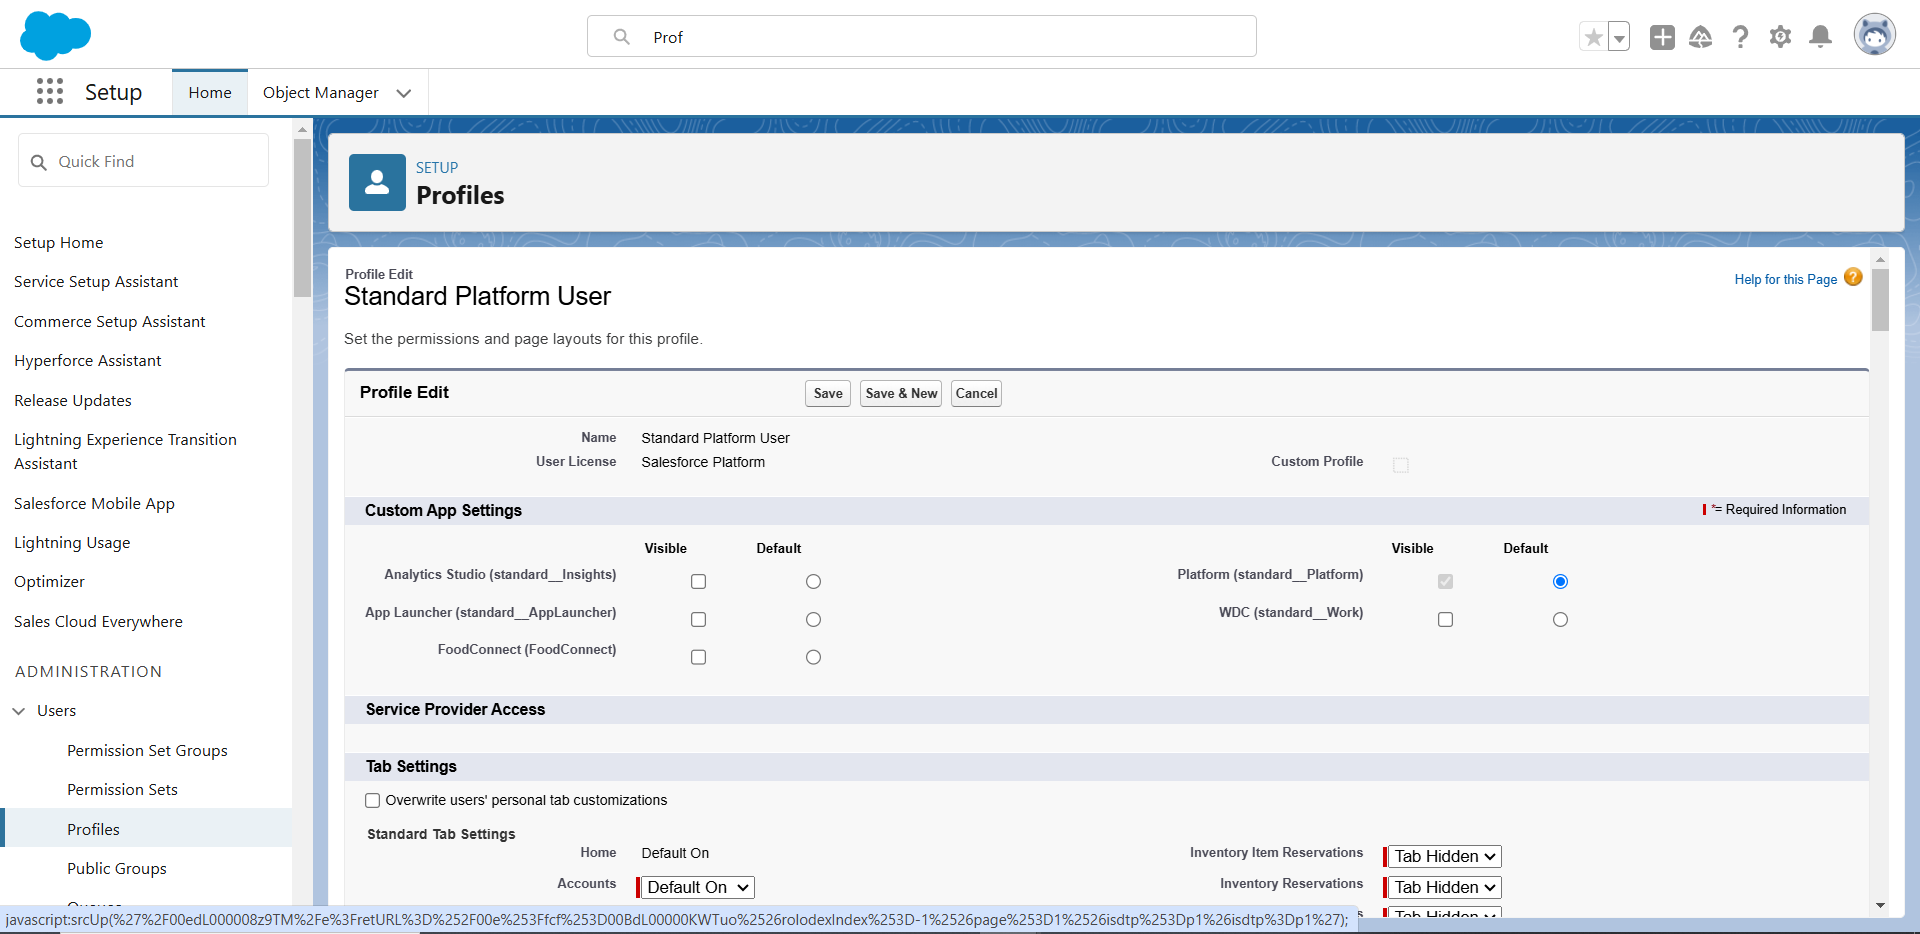 Prof
Setup
Home
Object Manager
Quick Find
Setup Home
Service Setup Assistant
Commerce Setup Assistant
Hyperforce Assistant
Release Updates
Lightning Experience Transition
Assistant
Salesforce Mobile App
Lightning Usage
Optimizer
Sales Cloud Everywhere
ADMINISTRATION
Users
Permission Set Groups
Permission Sets
Profiles
Public Groups
SETUP
Profiles
Profile Edit
Standard Platform User
Help for this Page
Set the permissions and page layouts for this profile.
Profile Edit
Save
Save & New
Cancel
Name Standard Platform User
User License Salesforce Platform
Custom Profile
Custom App Settings
*= Required Information
Visible Default
Visible Default
Analytics Studio (standard__Insights)
Platform (standard__Platform)
App Launcher (standard__AppLauncher)
WDC (standard__Work)
FoodConnect (FoodConnect)
Service Provider Access
Tab Settings
Overwrite users' personal tab customizations
Standard Tab Settings
Home Default On
Inventory Item Reservations Tab Hidden
Accounts Default On
Inventory Reservations Tab Hidden
Tab Hidden
javascript:srcUp(%27%2F00edL000008z9TM%2Fe%3FretURL%3D%252F00e%253Ffcf%253D00BdL00000KWTuo%2526rolodexIndex%253D-1%2526page%253D1%2526isdtp%253Dp1%26isdtp%3Dp1%27);